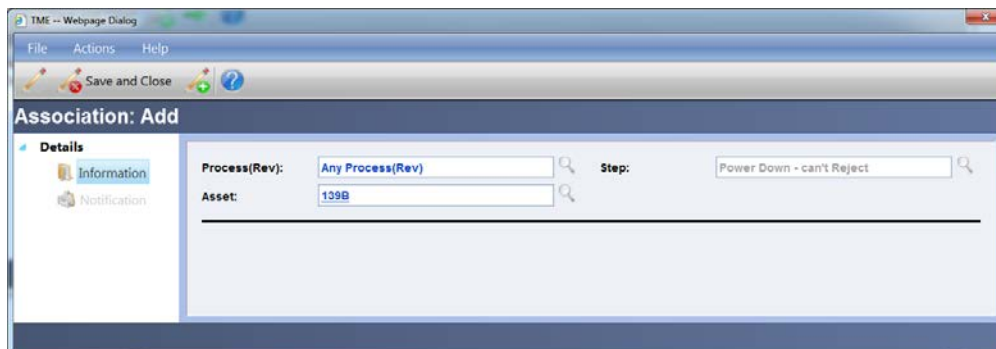 TME -- Webpage Dialog
File Actions Help
Save and Close
Association: Add
Details
Information
Notification
Process(Rev): Any Process(Rev) Step: Power Down - can't Reject
Asset: 139B